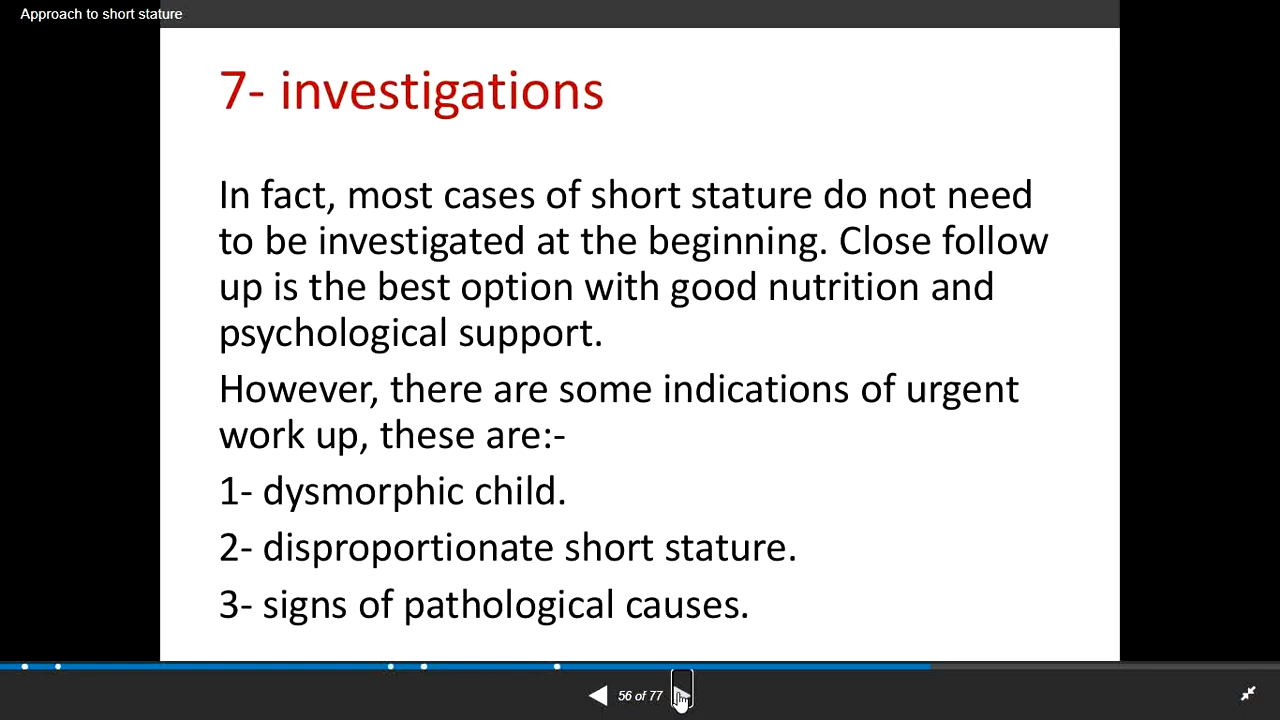 Approach to short stature
7- investigations
In fact, most cases of short stature do not need
to be investigated at the beginning. Close follow
up is the best option with good nutrition and
psychological support.
However, there are some indications of urgent
work up, these are:-
1- dysmorphic child.
2- disproportionate short stature.
3- signs of pathological causes.
56 of 77